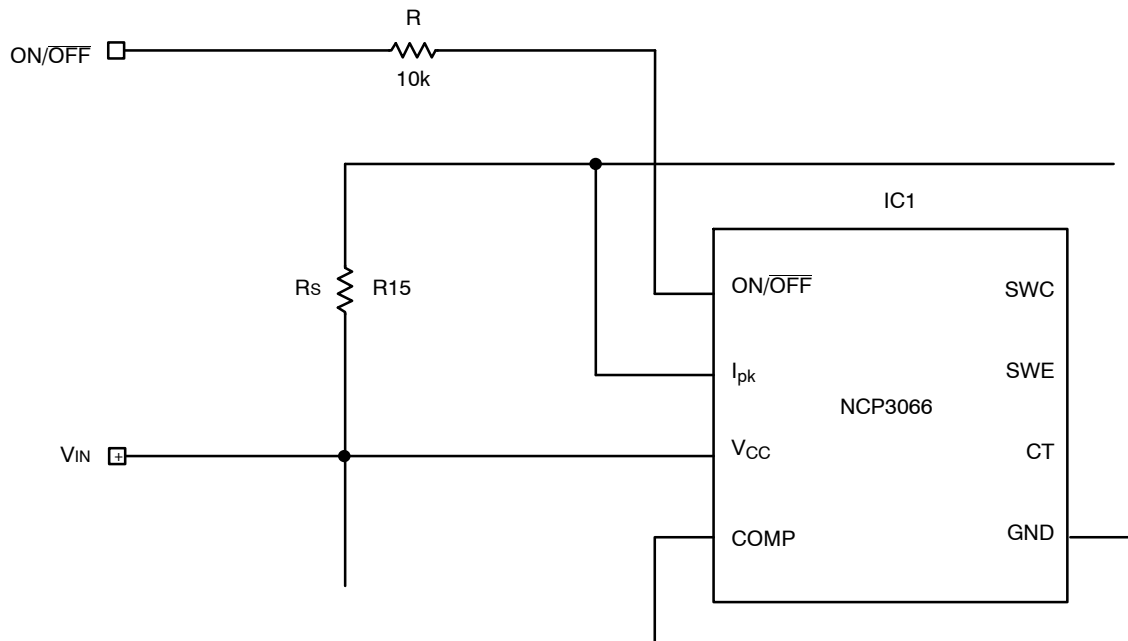 R
ON/OFF
10k
IC1
RS R15
ON/OFF SWC
Ipk SWE
NCP3066
VIN + VCC CT
COMP GND